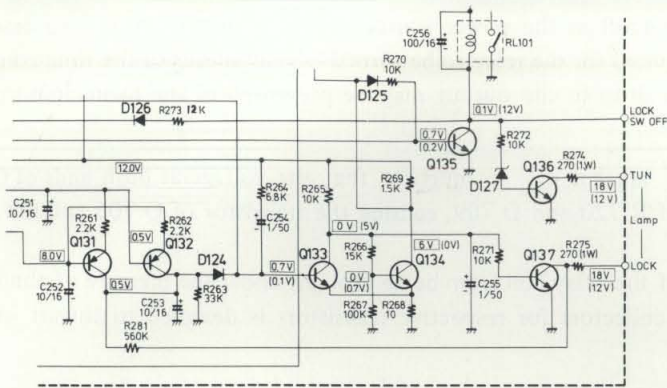 C256
100/16
RL101
R270
10K
D125
D126
R273 12K
0.1V (12V)
LOCK
SW OFF
0.7V
(0.2V)
Q135
R272
10K
D127
Q136
R274
270 (1W)
TUN
18V
(12V)
Lamp
12.0V
C251
10/16
R261
2.2K
R262
2.2K
R264
6.8K
C254
1/50
R265
10K
R269
1.5K
0V (5V)
R266
15K
.6V (0V)
R271
10K
R275
270 (1W)
Q131
8.0V
0.5V
Q132
D124
0.7V
(0.1V)
Q133
0V
(0.7V)
Q134
C255
1/50
Q137
LOCK
18V
(12V)
C252
10/16
0.5V
C253
10/16
R263
33K
R267
100K
R268
10
R281
560K